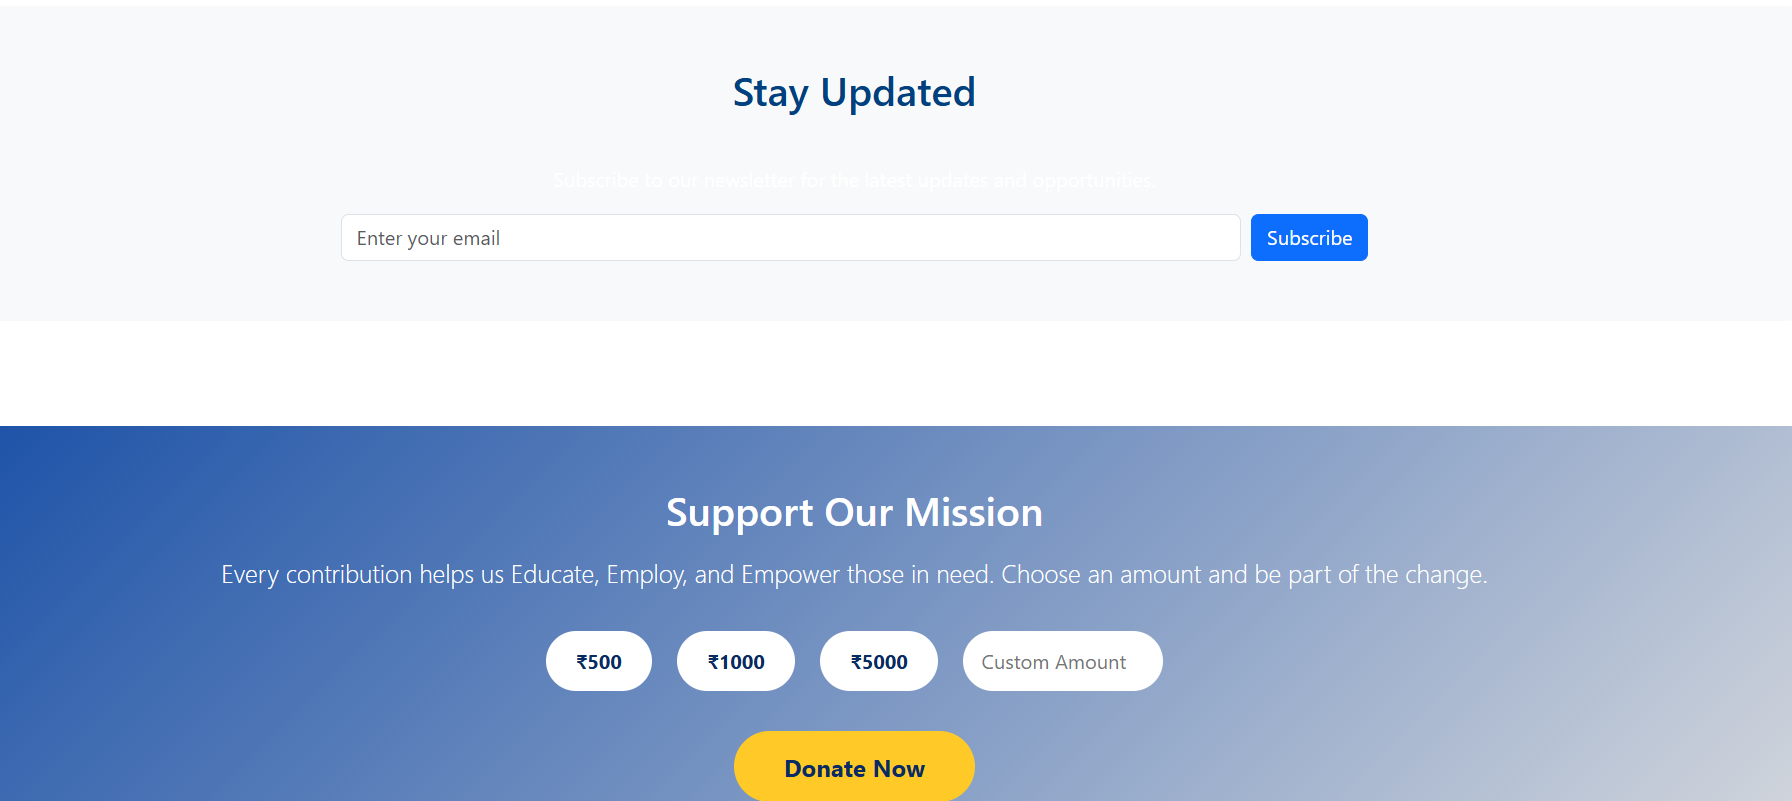 Stay Updated
Subscribe to our newsletter for the latest updates and opportunities.
Enter your email
Subscribe
Support Our Mission
Every contribution helps us Educate, Employ, and Empower those in need. Choose an amount and be part of the change.
₹500
₹1000
₹5000
Custom Amount
Donate Now